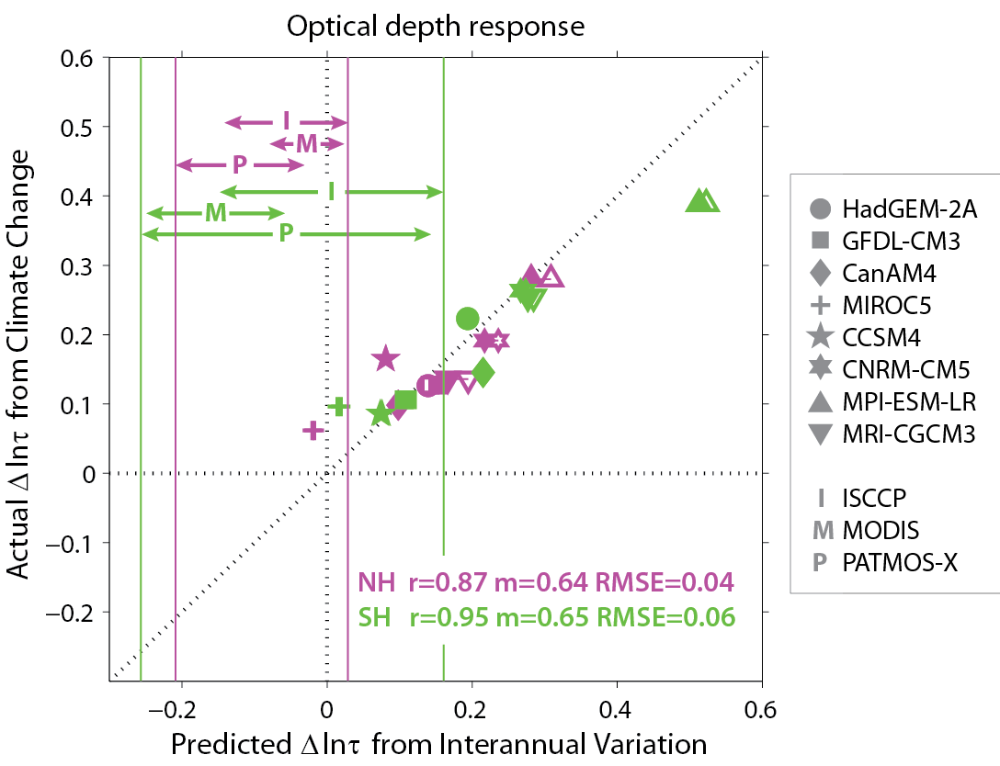 Optical depth response
Actual Δ lnτ from Climate Change
0.6
0.5
0.4
0.3
0.2
0.1
0
−0.1
−0.2
I
M
P
I
M
P
NH r=0.87 m=0.64 RMSE=0.04
SH r=0.95 m=0.65 RMSE=0.06
−0.2 0 0.2 0.4 0.6
Predicted Δ lnτ from Interannual Variation
HadGEM-2A
GFDL-CM3
CanAM4
MIROC5
CCSM4
CNRM-CM5
MPI-ESM-LR
MRI-CGCM3
I ISCCP
M MODIS
P PATMOS-X